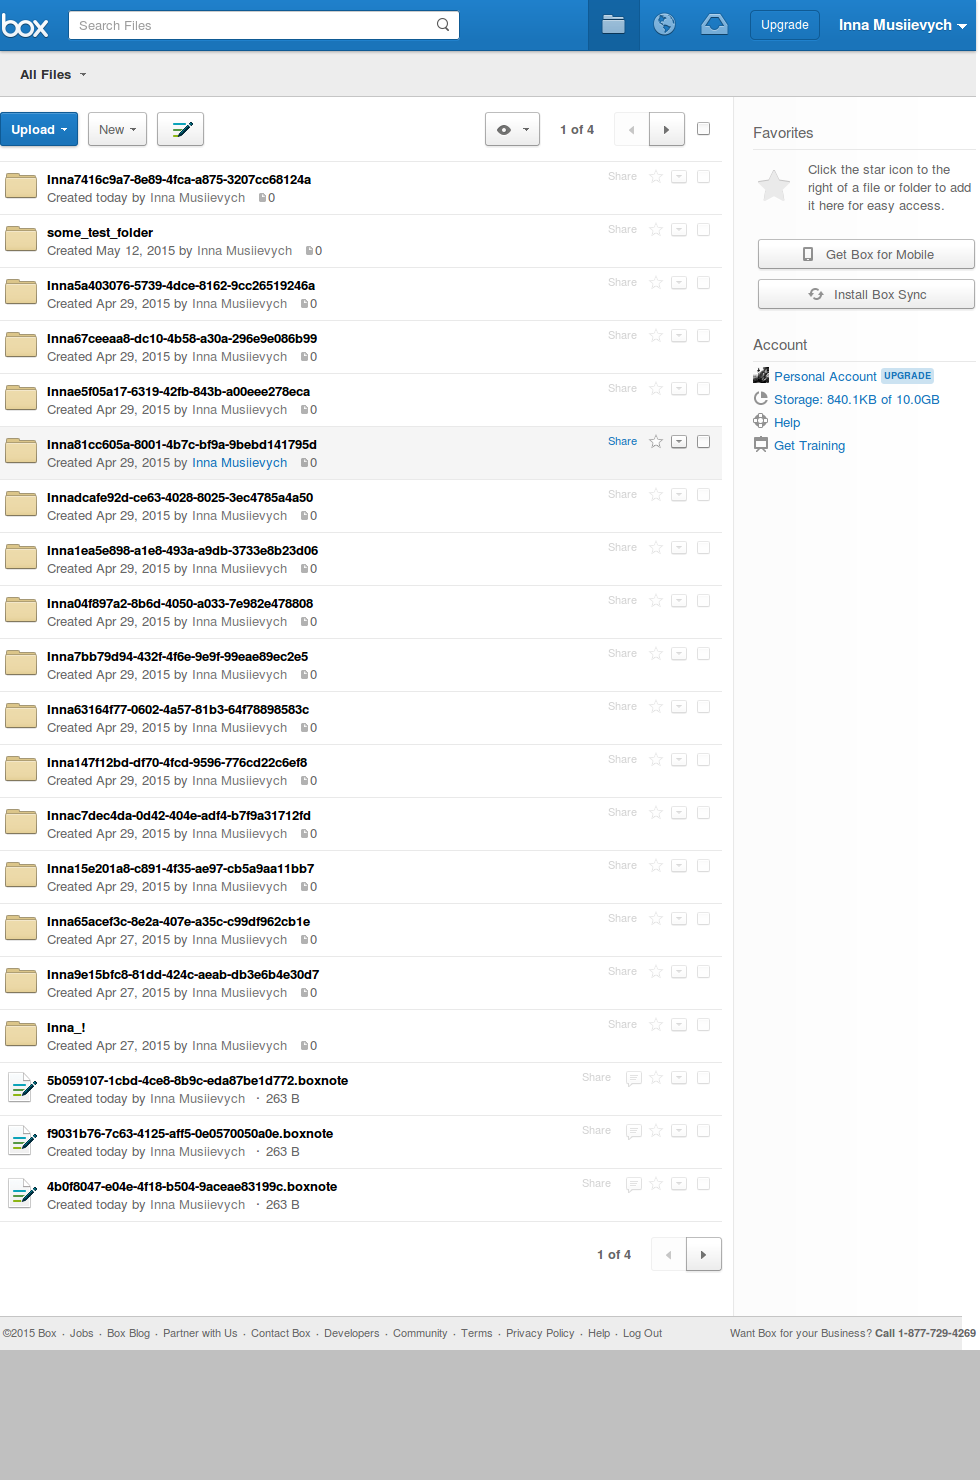 box Search Files Upgrade Inna Musiievych
All Files
Upload New 1 of 4
Inna7416c9a7-8e89-4fca-a875-3207cc68124a Share
Created today by Inna Musiievych 0
some_test_folder Share
Created May 12, 2015 by Inna Musiievych 0
Inna5a403076-5739-4dce-8162-9cc26519246a Share
Created Apr 29, 2015 by Inna Musiievych 0
Inna67ceeaa8-dc10-4b58-a30a-296e9e086b99 Share
Created Apr 29, 2015 by Inna Musiievych 0
Innae5f05a17-6319-42fb-843b-a00eee278eca Share
Created Apr 29, 2015 by Inna Musiievych 0
Inna81cc605a-8001-4b7c-bf9a-9bebd141795d Share
Created Apr 29, 2015 by Inna Musiievych 0
Innadcafe92d-ce63-4028-8025-3ec4785a4a50 Share
Created Apr 29, 2015 by Inna Musiievych 0
Inna1ea5e898-a1e8-493a-a9db-3733e8b23d06 Share
Created Apr 29, 2015 by Inna Musiievych 0
Inna04f897a2-8b6d-4050-a033-7e982e478808 Share
Created Apr 29, 2015 by Inna Musiievych 0
Inna7bb79d94-432f-4f6e-9e9f-99eae89ec2e5 Share
Created Apr 29, 2015 by Inna Musiievych 0
Inna63164f77-0602-4a57-81b3-64f78898583c Share
Created Apr 29, 2015 by Inna Musiievych 0
Inna147f12bd-df70-4fcd-9596-776cd22c6ef8 Share
Created Apr 29, 2015 by Inna Musiievych 0
Innac7dec4da-0d42-404e-adf4-b7f9a31712fd Share
Created Apr 29, 2015 by Inna Musiievych 0
Inna15e201a8-c891-4f35-ae97-cb5a9aa11bb7 Share
Created Apr 29, 2015 by Inna Musiievych 0
Inna65acef3c-8e2a-407e-a35c-c99df962cb1e Share
Created Apr 27, 2015 by Inna Musiievych 0
Inna9e15bfc8-81dd-424c-aeab-db3e6b4e30d7 Share
Created Apr 27, 2015 by Inna Musiievych 0
Inna_! Share
Created Apr 27, 2015 by Inna Musiievych 0
5b059107-1cbd-4ce8-8b9c-eda87be1d772.boxnote Share
Created today by Inna Musiievych · 263 B
f9031b76-7c63-4125-aff5-0e0570050a0e.boxnote Share
Created today by Inna Musiievych · 263 B
4b0f8047-e04e-4f18-b504-9aceae83199c.boxnote Share
Created today by Inna Musiievych · 263 B
1 of 4
Favorites
Click the star icon to the
right of a file or folder to add
it here for easy access.
Get Box for Mobile
Install Box Sync
Account
Personal Account UPGRADE
Storage: 840.1KB of 10.0GB
Help
Get Training
©2015 Box · Jobs · Box Blog · Partner with Us · Contact Box · Developers · Community · Terms · Privacy Policy · Help · Log Out Want Box for your Business? Call 1-877-729-4269